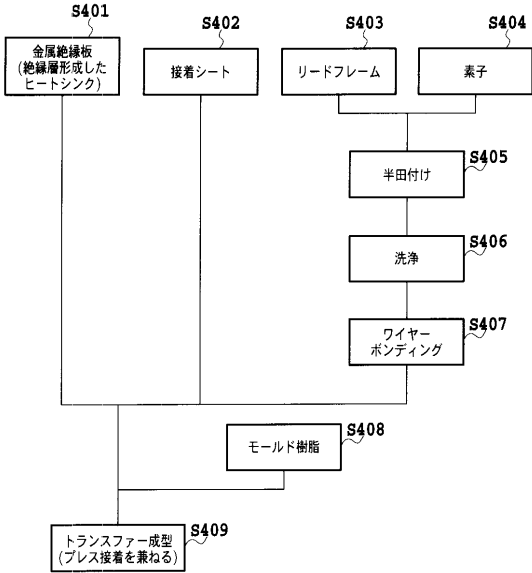 S401
S402
S403
S404
金属絶縁板
(絶縁層形成した
ヒートシンク)
接着シート
リードフレーム
素子
S405
半田付け
S406
洗浄
S407
ワイヤー
ボンディング
S408
モールド樹脂
S409
トランスファー成型
(プレス接着を兼ねる)